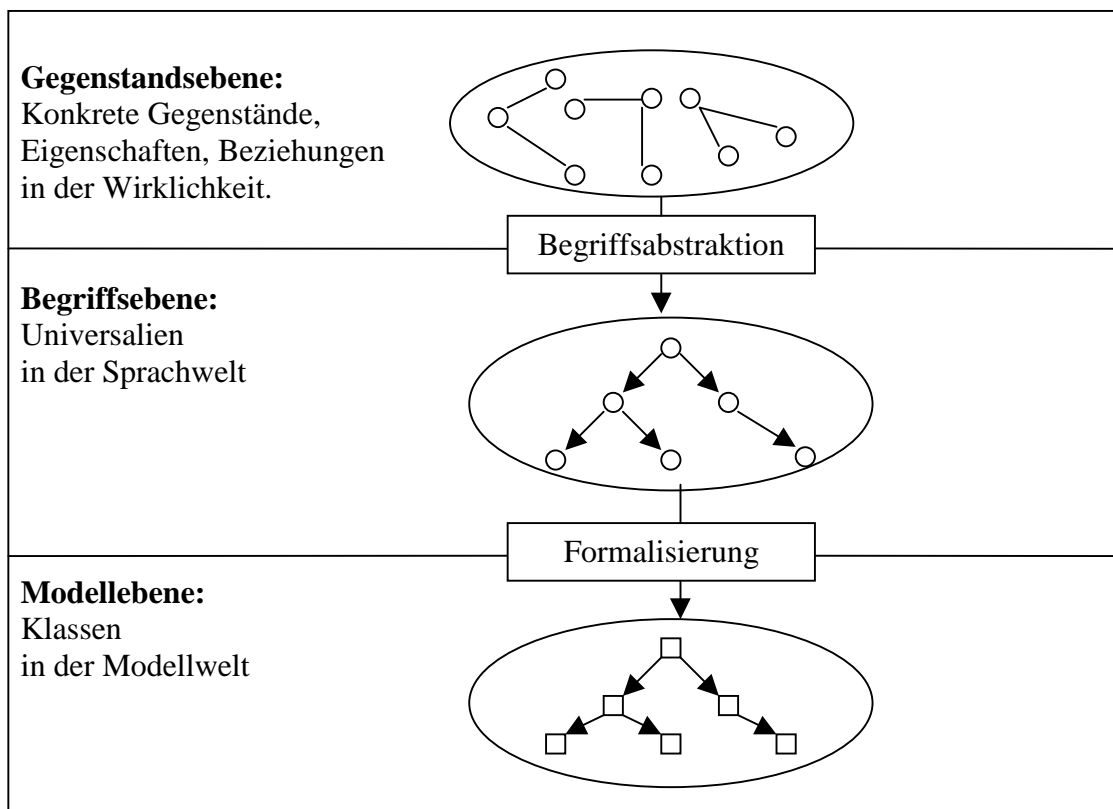 Gegenstandsebene:
Konkrete Gegenstände,
Eigenschaften, Beziehungen
in der Wirklichkeit.
Begriffsabstraktion
Begriffsebene:
Universalien
in der Sprachwelt
Formalisierung
Modellebene:
Klassen
in der Modellwelt